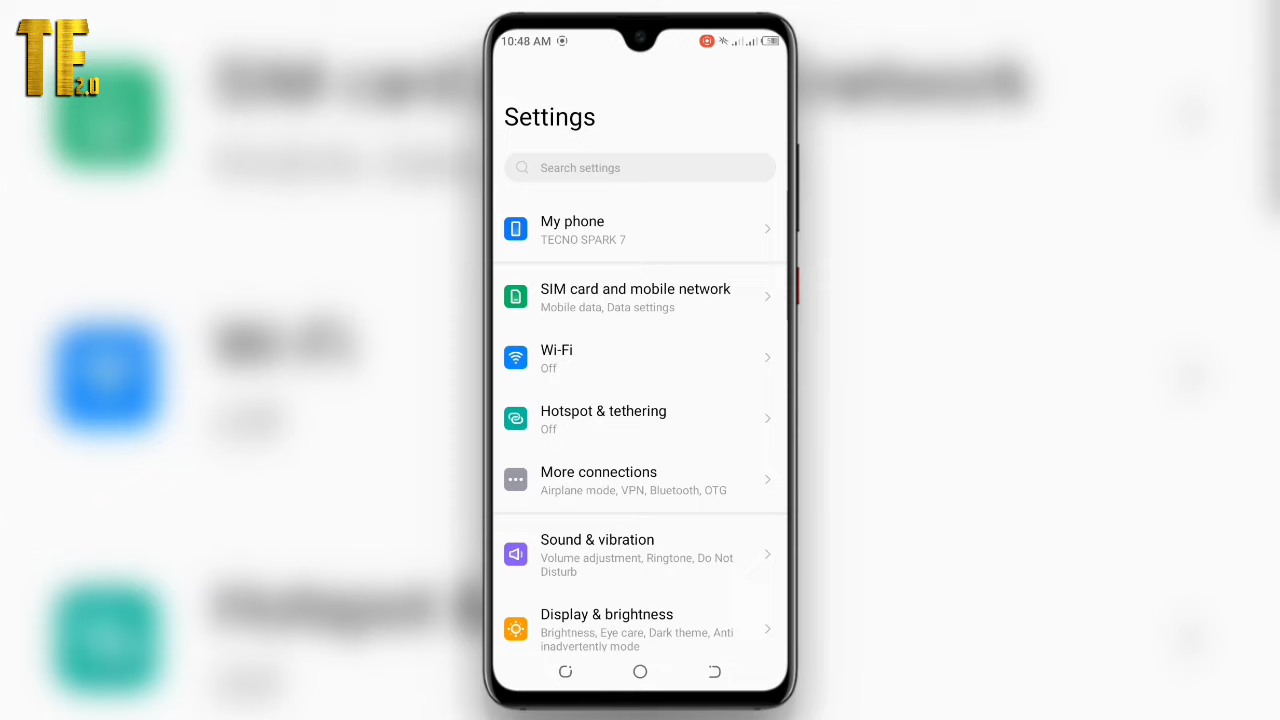 TE
2.0
10:48 AM
Settings
Search settings
My phone
TECNO SPARK 7
SIM card and mobile network
Mobile data, Data settings
Wi-Fi
Off
Hotspot & tethering
Off
More connections
Airplane mode, VPN, Bluetooth, OTG
Sound & vibration
Volume adjustment, Ringtone, Do Not
Disturb
Display & brightness
Brightness, Eye care, Dark theme, Anti
inadvertently mode